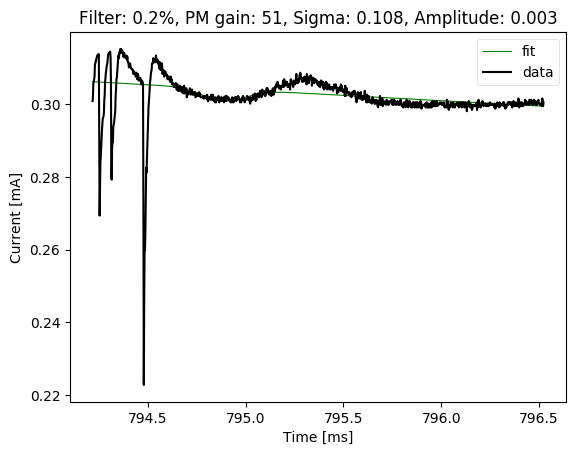 Filter: 0.2%, PM gain: 51, Sigma: 0.108, Amplitude: 0.003
fit
data
0.30
0.28
0.26
0.24
0.22
Current [mA]
794.5 795.0 795.5 796.0 796.5
Time [ms]